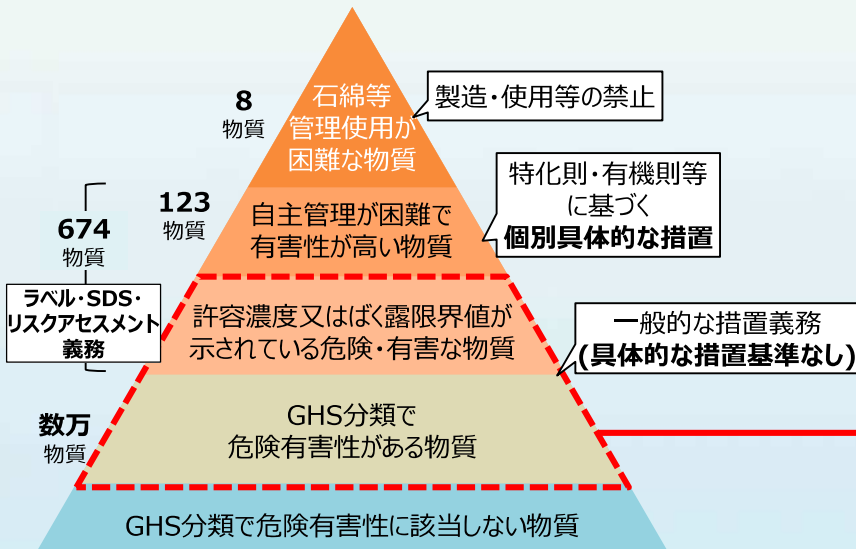 8
物質
石綿等
管理使用が
困難な物質
製造・使用等の禁止
123
物質
自主管理が困難で
有害性が高い物質
特化則・有機則等
に基づく
個別具体的な措置
674
物質
ラベル・SDS・
リスクアセスメント
義務
許容濃度又はばく露限界値が
示されている危険・有害な物質
一般的な措置義務
(具体的な措置基準なし)
数万
物質
GHS分類で
危険有害性がある物質
GHS分類で危険有害性に該当しない物質